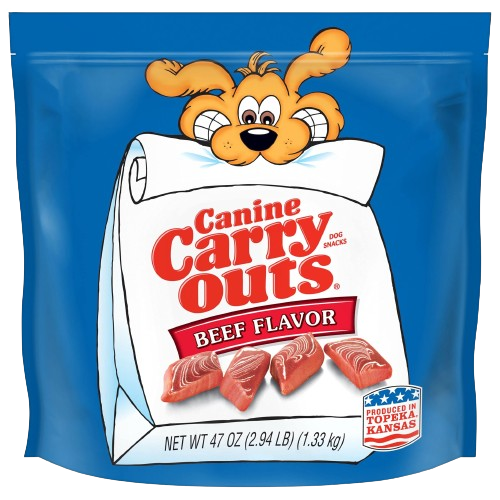 Canine
Carry
DOG
SNACKS
Outs®
BEEF FLAVOR
PRODUCED IN
TOPEKA,
KANSAS
NET WT 47 OZ (2.94 LB) (1.33 kg)